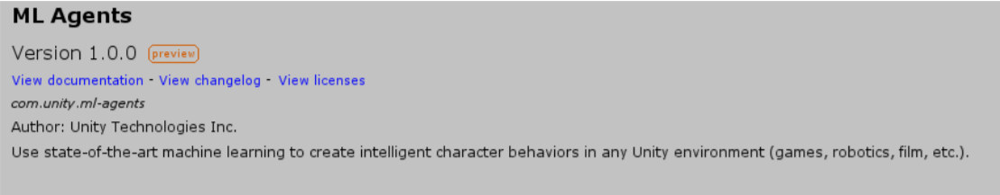 ML Agents
Version 1.0.0 preview
View documentation - View changelog - View licenses
com.unity.ml-agents
Author: Unity Technologies Inc.
Use state-of-the-art machine learning to create intelligent character behaviors in any Unity environment (games, robotics, film, etc.).